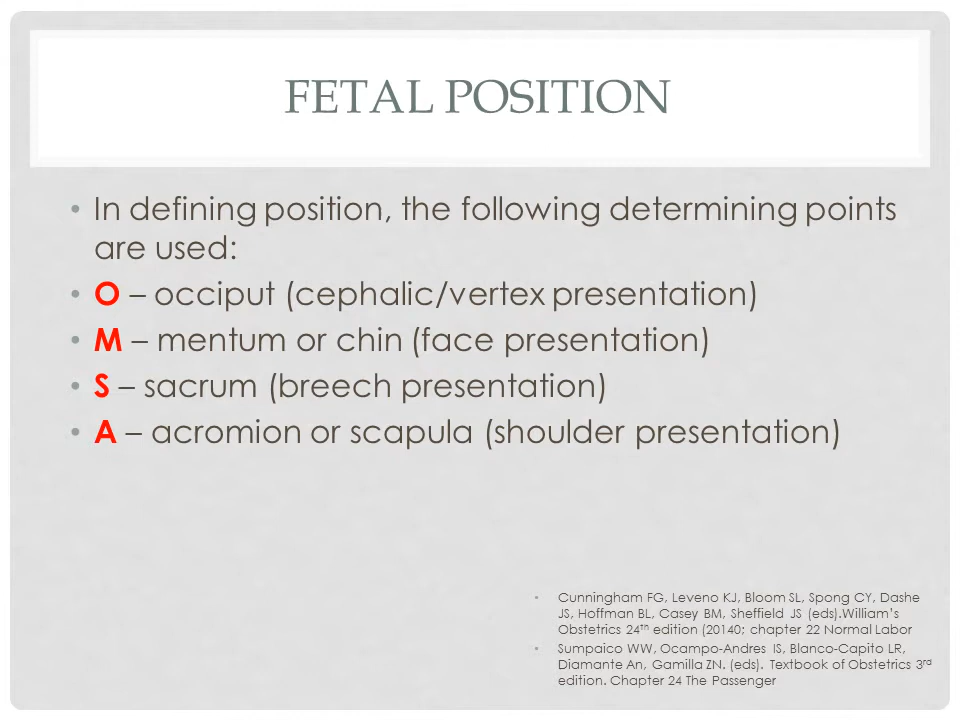 FETAL POSITION
• In defining position, the following determining points
are used:
• O – occiput (cephalic/vertex presentation)
• M – mentum or chin (face presentation)
• S – sacrum (breech presentation)
• A – acromion or scapula (shoulder presentation)
• Cunningham FG, Leveno KJ, Bloom SL, Spong CY, Dashe
JS, Hoffman BL, Casey BM, Sheffield JS (eds).William’s
Obstetrics 24th edition (20140; chapter 22 Normal Labor
• Sumpaico WW, Ocampo-Andres IS, Blanco-Capito LR,
Diamante An, Gamilla ZN. (eds). Textbook of Obstetrics 3rd
edition. Chapter 24 The Passenger